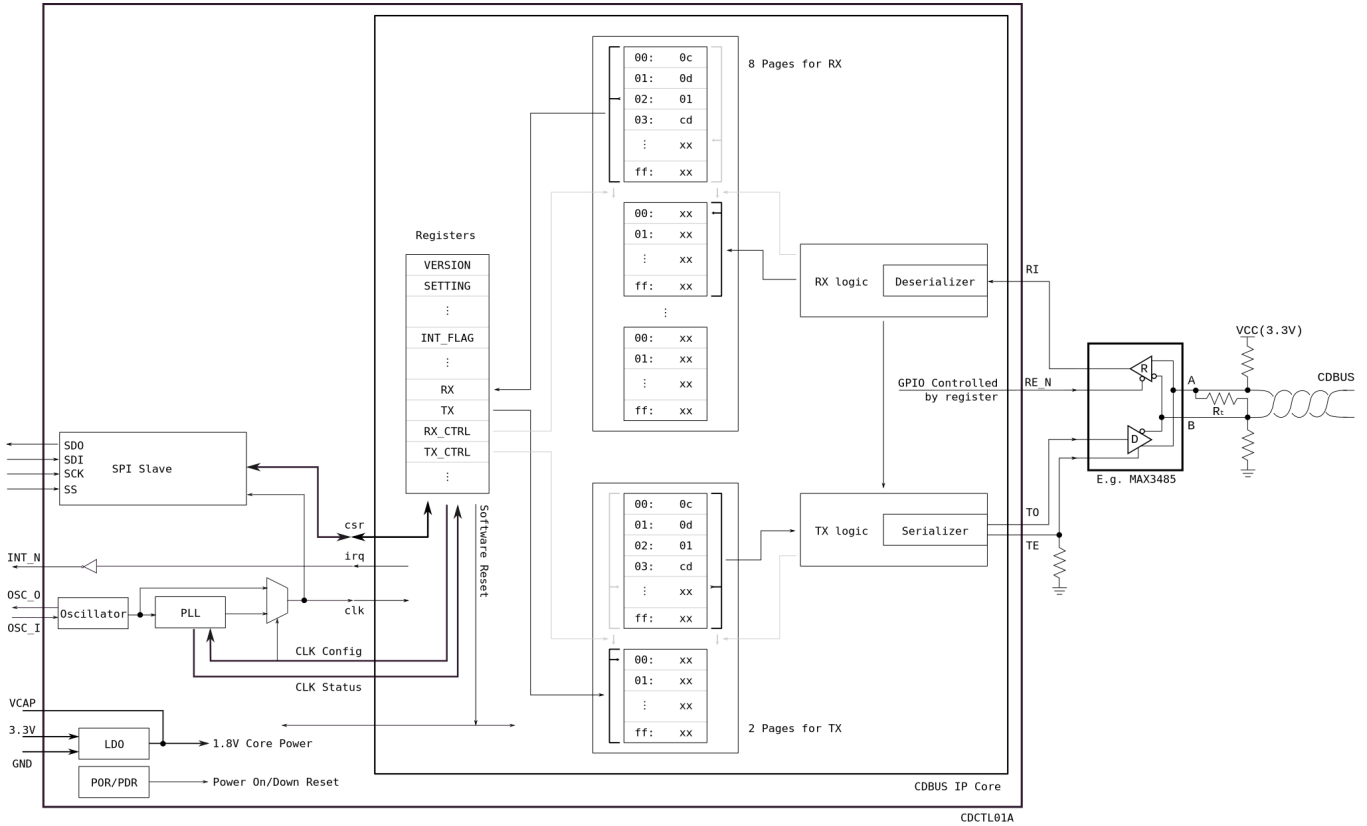 8 Pages for RX
00: 0c
01: 0d
02: 01
03: cd
⋮ xx
ff: xx
00: xx
01: xx
⋮ xx
ff: xx
⋮
00: xx
01: xx
⋮ xx
ff: xx
Registers
VERSION
SETTING
⋮
INT_FLAG
⋮
RX
TX
RX_CTRL
TX_CTRL
⋮
RX logic
Deserializer
RI
GPIO Controlled
by register
RE_N
VCC(3.3V)
CDBUS
R
A
Rt
B
D
E.g. MAX3485
SDO
SDI
SCK
SS
SPI Slave
csr
irq
clk
Software Reset
INT_N
OSC_O
OSC_I
Oscillator
PLL
CLK Config
CLK Status
00: 0c
01: 0d
02: 01
03: cd
⋮ xx
ff: xx
00: xx
01: xx
⋮ xx
ff: xx
2 Pages for TX
TX logic
Serializer
TO
TE
VCAP
3.3V
GND
LDO
1.8V Core Power
POR/PDR
Power On/Down Reset
CDBUS IP Core
CDCTL01A